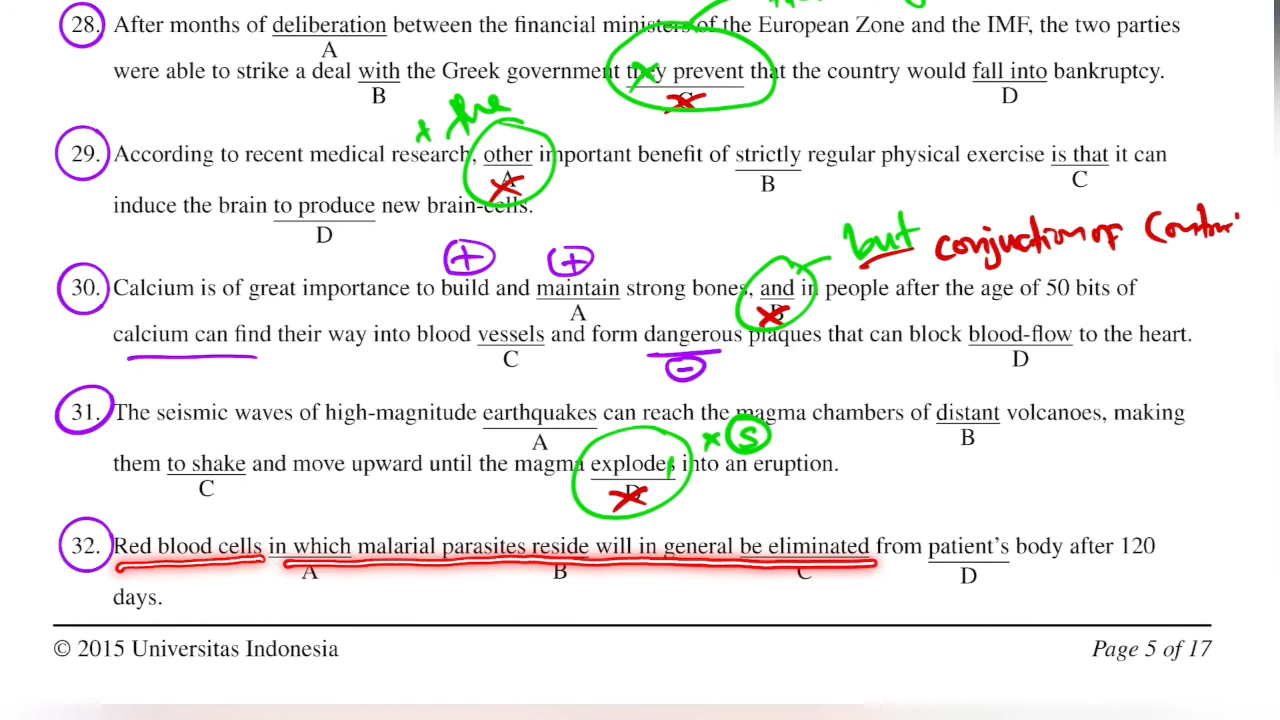 28. After months of deliberation between the financial ministers of the European Zone and the IMF, the two parties
A
were able to strike a deal with the Greek government they prevent that the country would fall into bankruptcy.
B D
+ the
29. According to recent medical research, other important benefit of strictly regular physical exercise is that it can
A B C
induce the brain to produce new brain-cells.
D
but conjuction of
+ +
30. Calcium is of great importance to build and maintain strong bones, and in people after the age of 50 bits of
A B
calcium can find their way into blood vessels and form dangerous plaques that can block blood-flow to the heart.
C - D
31. The seismic waves of high-magnitude earthquakes can reach the magma chambers of distant volcanoes, making
A x s B
them to shake and move upward until the magma explode into an eruption.
C D
32. Red blood cells in which malarial parasites reside will in general be eliminated from patient's body after 120
A B C D
days.
© 2015 Universitas Indonesia Page 5 of 17